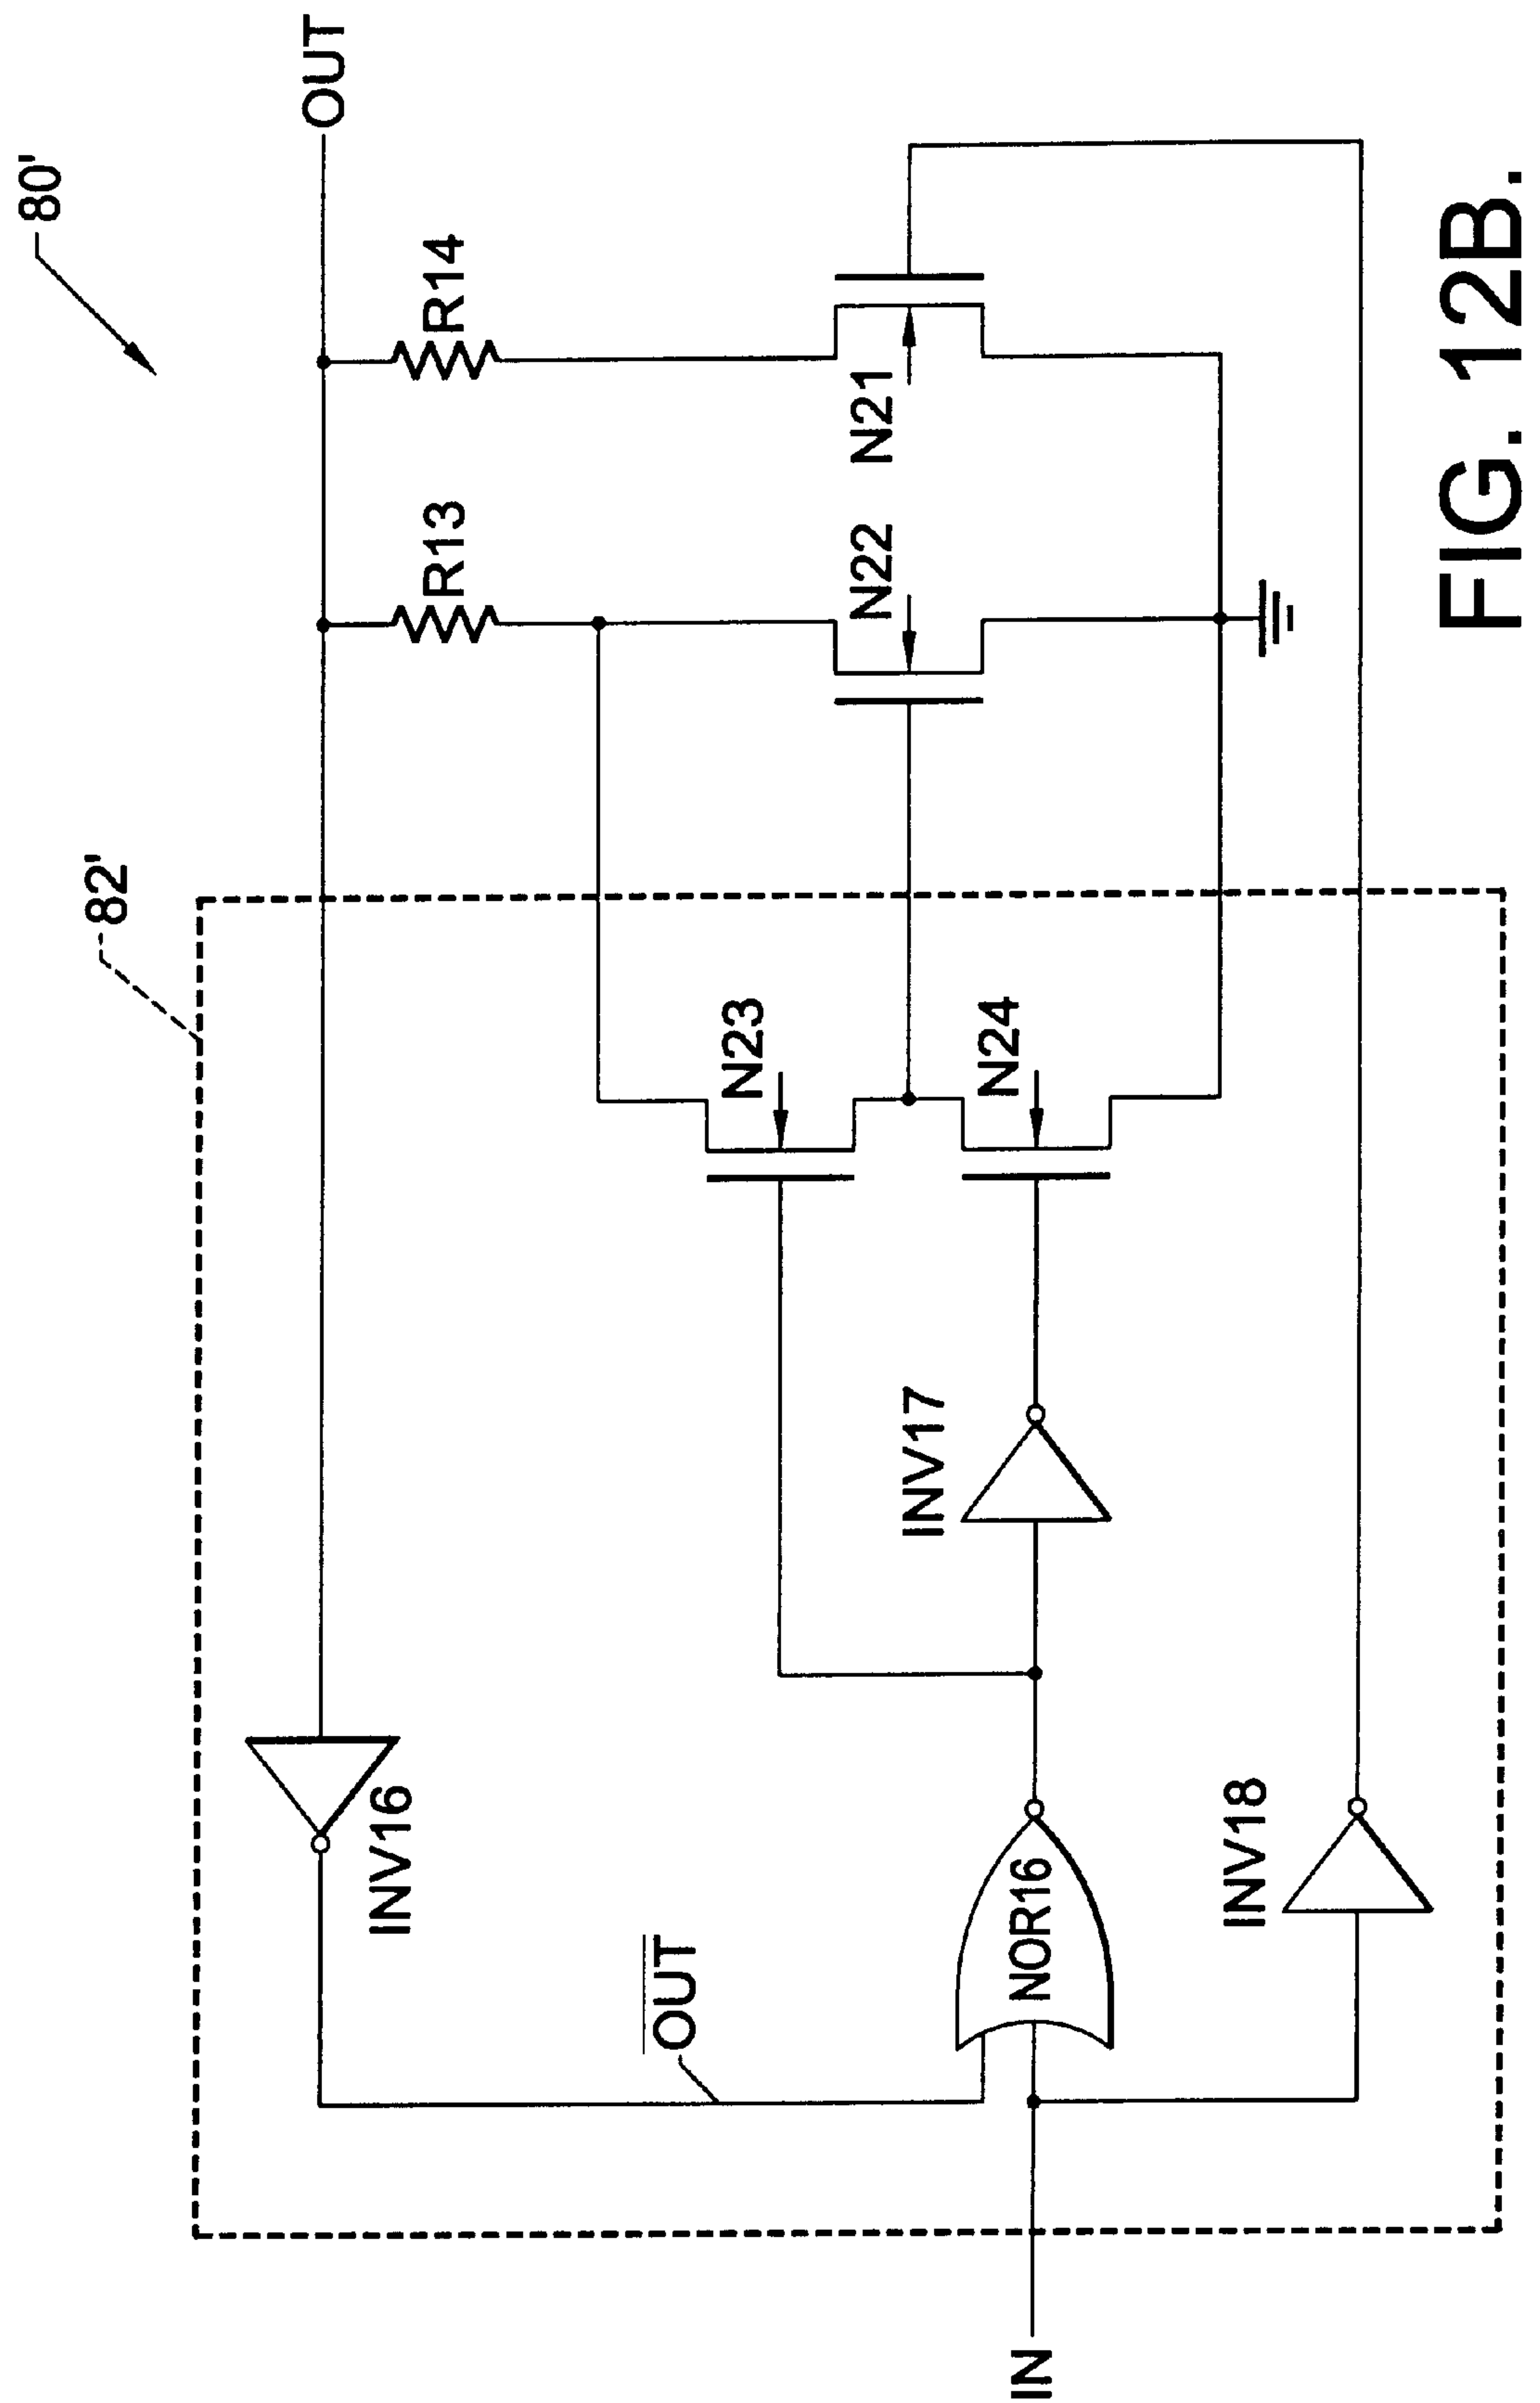 80'
82'
OUT
R13
R14
INV16
OUT
N23
N22
N21
INV17
N24
NOR16
IN
INV18
FIG. 12B.